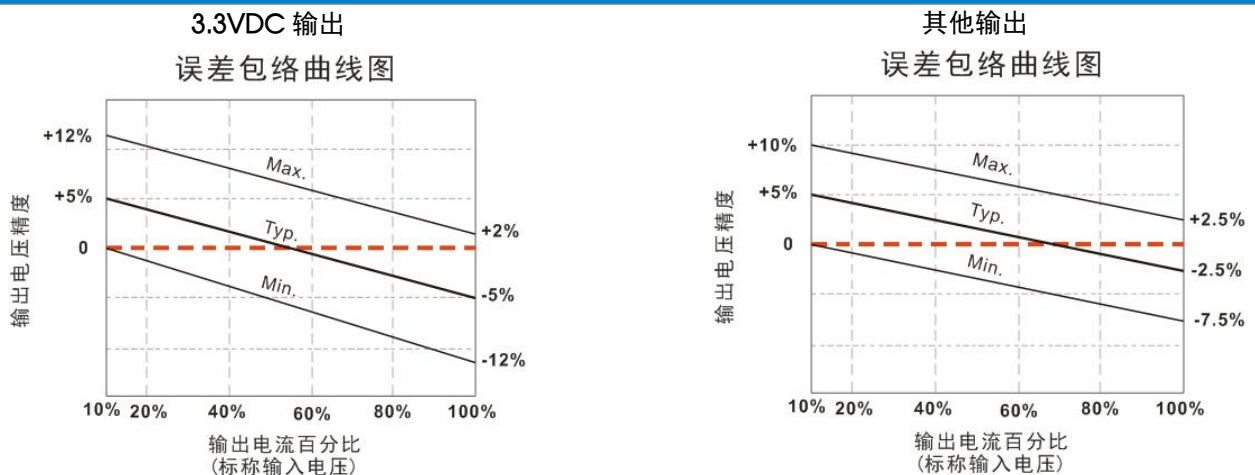 3.3VDC 输出
误差包络曲线图
输出电压精度
+12%
+5%
0
Max.
Typ.
Min.
+2%
-5%
-12%
10% 20% 40% 60% 80% 100%
输出电流百分比
(标称输入电压)
其他输出
误差包络曲线图
输出电压精度
+10%
+5%
0
Max.
Typ.
Min.
+2.5%
-2.5%
-7.5%
10% 20% 40% 60% 80% 100%
输出电流百分比
(标称输入电压)